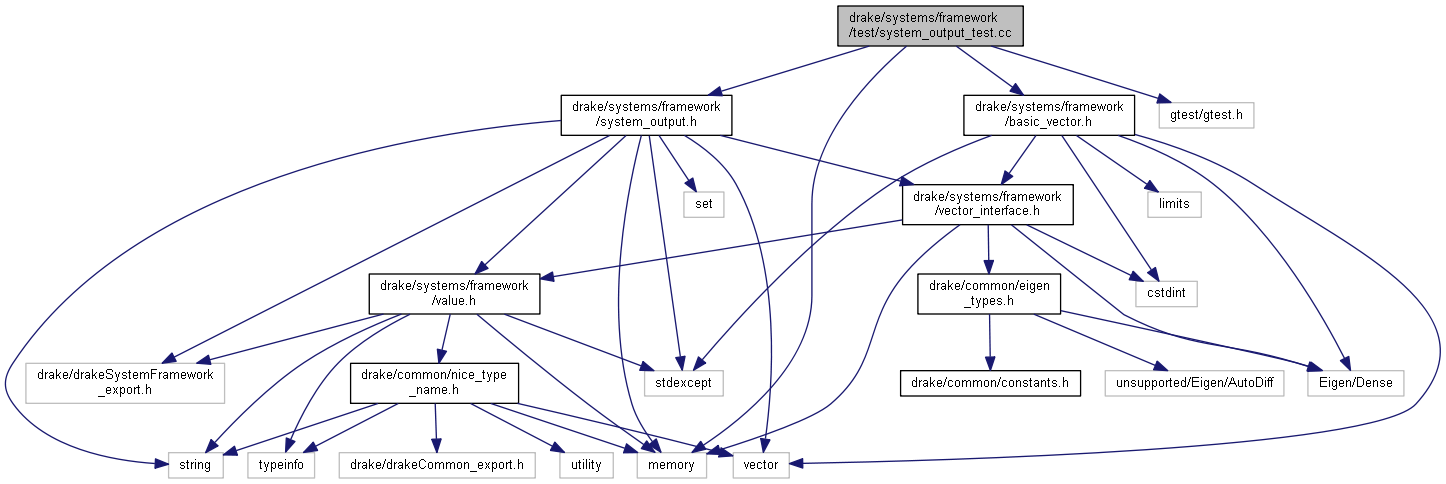 drake/systems/framework
/test/system_output_test.cc
drake/systems/framework
/system_output.h
drake/systems/framework
/basic_vector.h
gtest/gtest.h
set
drake/systems/framework
/vector_interface.h
limits
drake/systems/framework
/value.h
drake/common/eigen
_types.h
cstdint
drake/drakeSystemFramework
_export.h
drake/common/nice_type
_name.h
stdexcept
drake/common/constants.h
unsupported/Eigen/AutoDiff
Eigen/Dense
string
typeinfo
drake/drakeCommon_export.h
utility
memory
vector